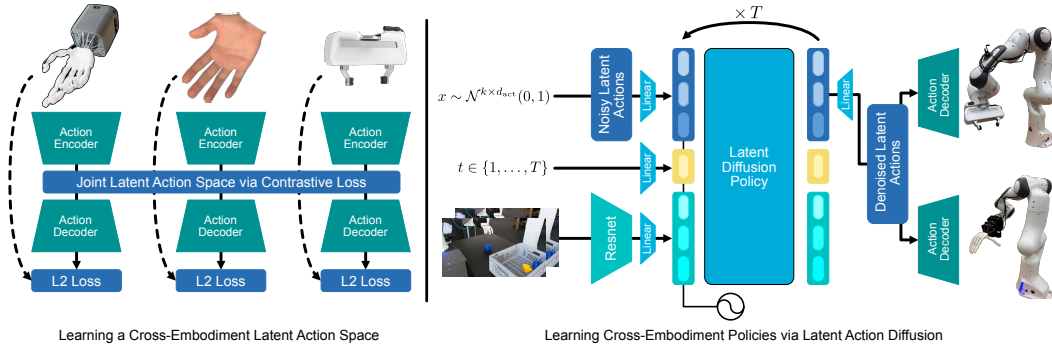 Action
Encoder
Action
Encoder
Action
Encoder
Joint Latent Action Space via Contrastive Loss
Action
Decoder
Action
Decoder
Action
Decoder
L2 Loss
L2 Loss
L2 Loss
Learning a Cross-Embodiment Latent Action Space
× T
x ∼ 𝒩^{k×d_act}(0, 1)
Noisy Latent
Actions
Linear
t ∈ {1, . . . , T}
Linear
Resnet
Linear
Latent
Diffusion
Policy
Linear
Denoised Latent
Actions
Action
Decoder
Action
Decoder
Learning Cross-Embodiment Policies via Latent Action Diffusion